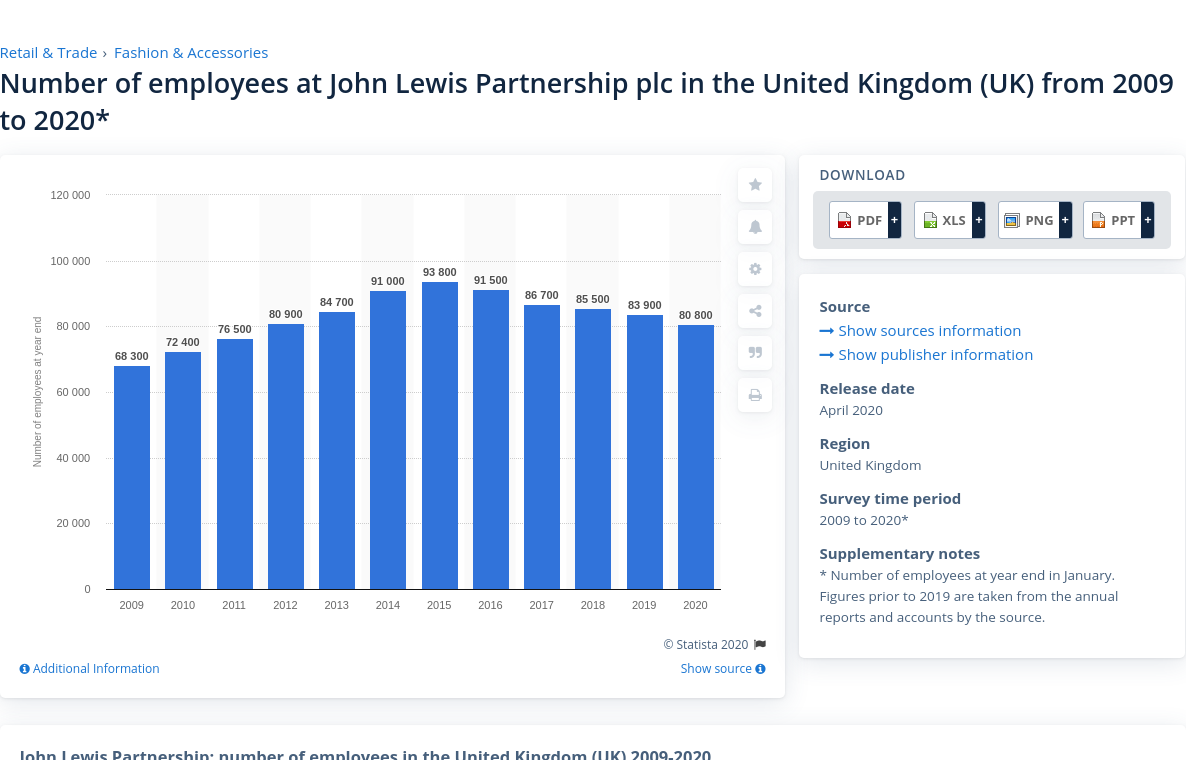 Retail & Trade › Fashion & Accessories
Number of employees at John Lewis Partnership plc in the United Kingdom (UK) from 2009
to 2020*
120 000
100 000
80 000
60 000
40 000
20 000
0
Number of employees at year end
68 300
72 400
76 500
80 900
84 700
91 000
93 800
91 500
86 700
85 500
83 900
80 800
2009 2010 2011 2012 2013 2014 2015 2016 2017 2018 2019 2020
© Statista 2020
Additional Information
Show source
DOWNLOAD
PDF + XLS + PNG + PPT +
Source
Show sources information
Show publisher information
Release date
April 2020
Region
United Kingdom
Survey time period
2009 to 2020*
Supplementary notes
* Number of employees at year end in January.
Figures prior to 2019 are taken from the annual
reports and accounts by the source.
John Lewis Partnership: number of employees in the United Kingdom (UK) 2009-2020